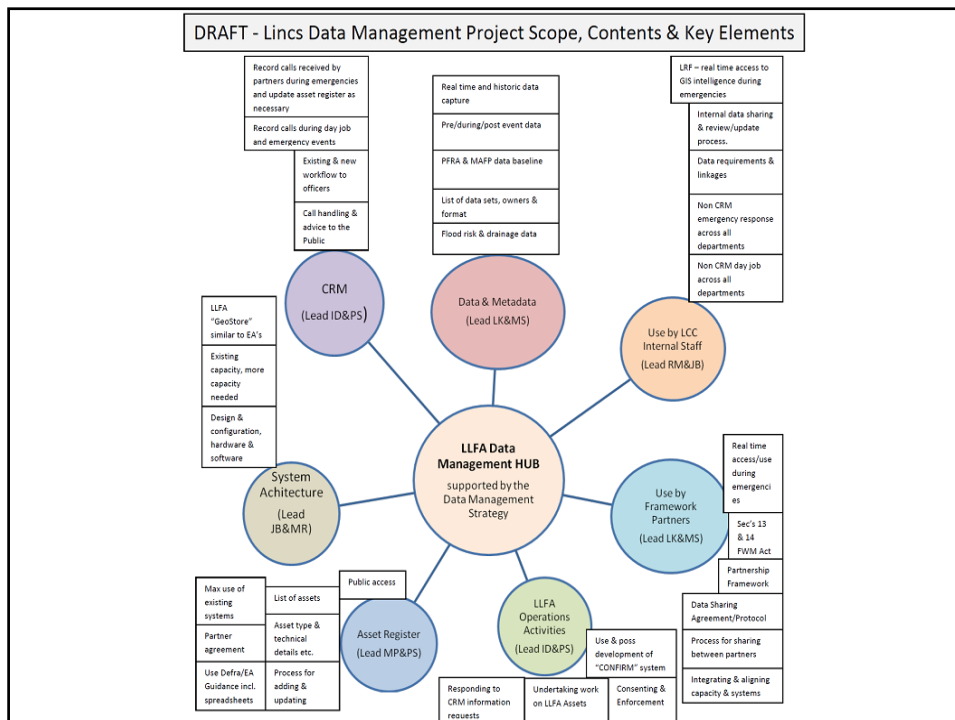 DRAFT - Lincs Data Management Project Scope, Contents & Key Elements
Record calls received by
partners during emergencies
and update asset register as
necessary
Record calls during day job
and emergency events
Existing & new
workflow to
officers
Call handling &
advice to the
Public
CRM
(Lead ID&PS)
Real time and historic data
capture
Pre/during/post event data
PFRA & MAFP data baseline
List of data sets, owners &
format
Flood risk & drainage data
Data & Metadata
(Lead LK&MS)
LRF – real time access to
GIS intelligence during
emergencies
Internal data sharing
& review/update
process.
Data requirements &
linkages
Non CRM
emergency response
across all
departments
Non CRM day job
across all
departments
Use by LCC
Internal Staff
(Lead RM&JB)
LLFA
"GeoStore"
similar to EA's
Existing
capacity, more
capacity
needed
Design &
configuration,
hardware &
software
System
Achitecture
(Lead
JB&MR)
LLFA Data
Management HUB
supported by the
Data Management
Strategy
Real time
access/use
during
emergenci
es
Sec's 13
& 14
FWM Act
Partnership
Framework
Data Sharing
Agreement/Protocol
Process for sharing
between partners
Integrating & aligning
capacity & systems
Use by
Framework
Partners
(Lead LK&MS)
Max use of
existing
systems
Partner
agreement
Use Defra/EA
Guidance incl.
spreadsheets
List of assets
Asset type &
technical
details etc.
Process for
adding &
updating
Public access
Asset Register
(Lead MP&PS)
LLFA
Operations
Activities
(Lead ID&PS)
Use & poss
development of
"CONFIRM" system
Responding to
CRM information
requests
Undertaking work
on LLFA Assets
Consenting &
Enforcement